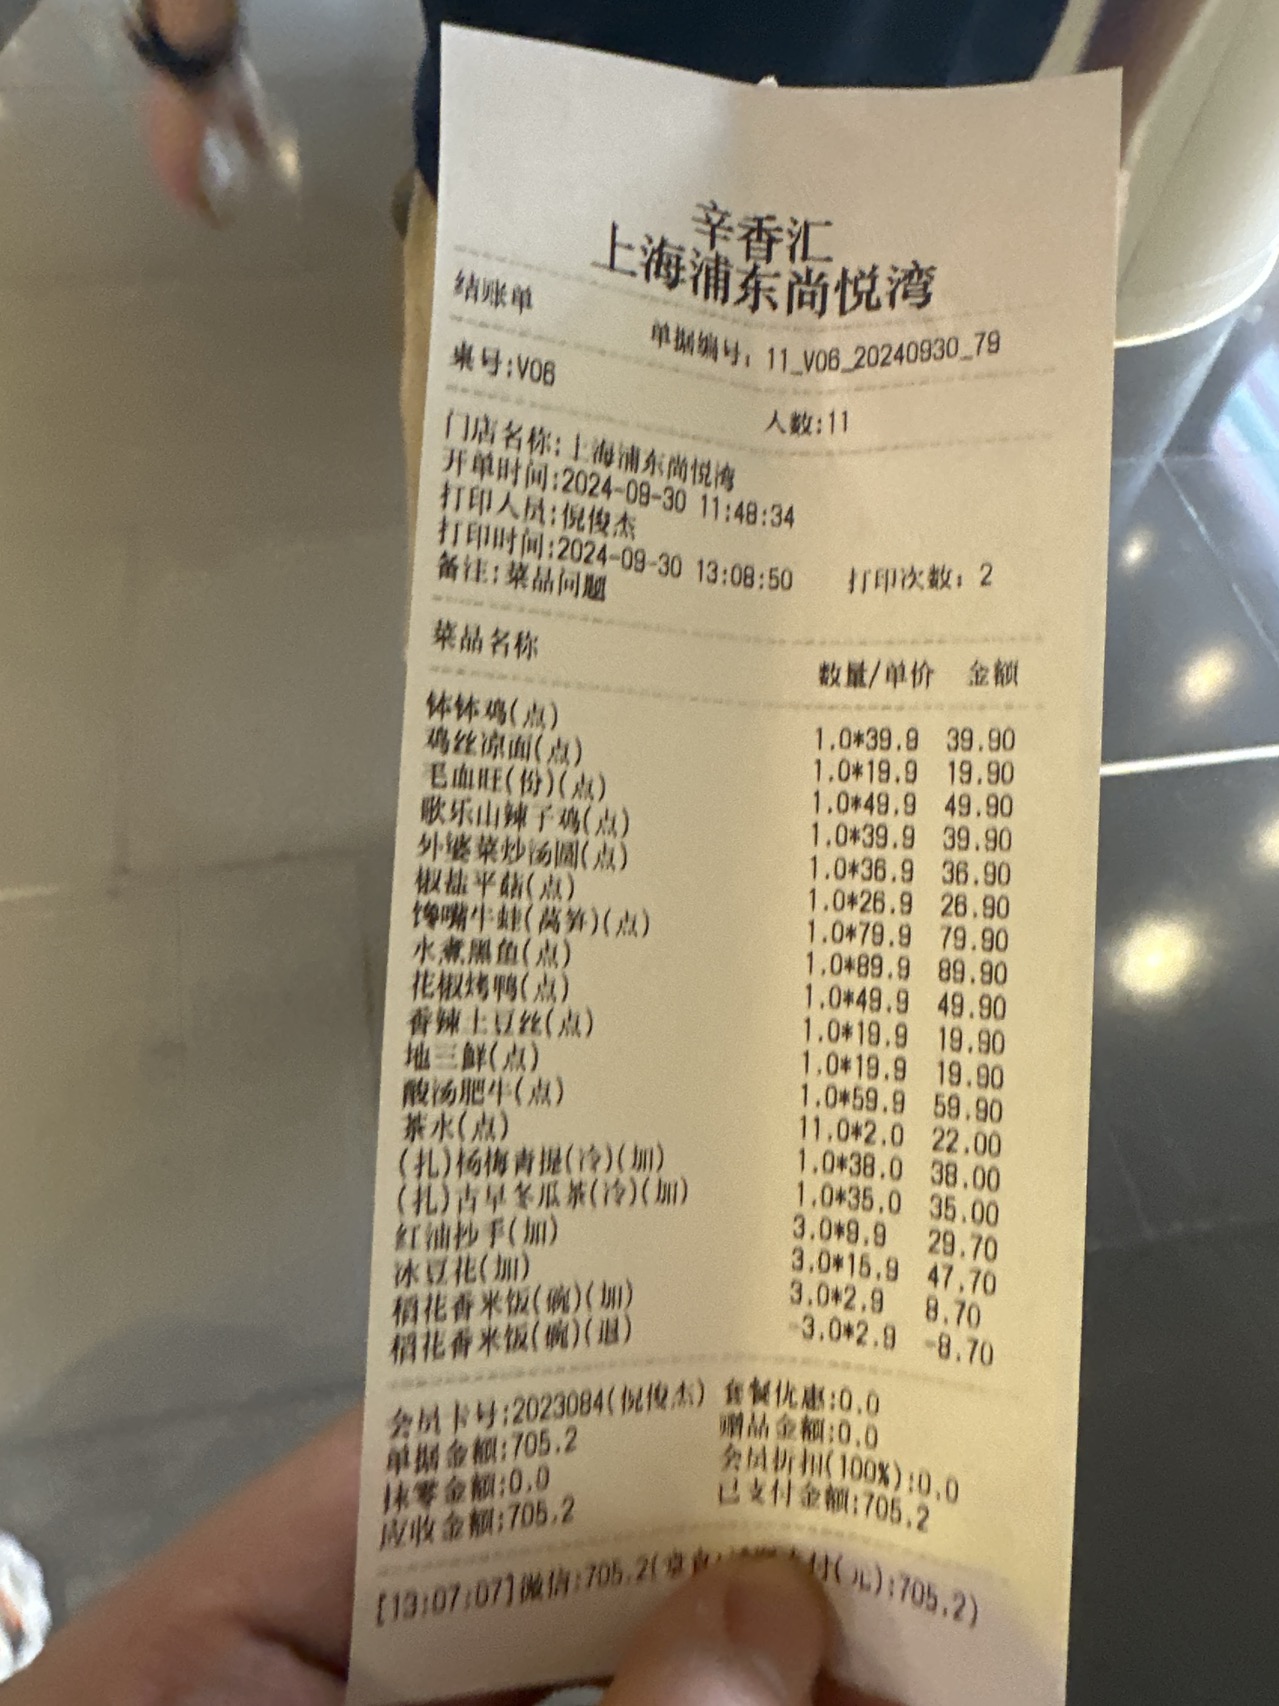 辛香汇
上海浦东尚悦湾
结账单 单据编号：11_V06_20240930_79
桌号:V06 人数:11
门店名称:上海浦东尚悦湾
开单时间:2024-09-30 11:48:34
打印人员:倪俊杰
打印时间:2024-09-30 13:08:50 打印次数：2
备注:菜品问题
菜品名称 数量/单价 金额
钵钵鸡(点) 1.0*39.9 39.90
鸡丝凉面(点) 1.0*19.9 19.90
毛血旺(份)(点) 1.0*49.9 49.90
歌乐山辣子鸡(点) 1.0*39.9 39.90
外婆菜炒汤圆(点) 1.0*36.9 36.90
椒盐平菇(点) 1.0*26.9 26.90
馋嘴牛蛙(莴笋)(点) 1.0*79.9 79.90
水煮黑鱼(点) 1.0*89.9 89.90
花椒烤鸭(点) 1.0*49.9 49.90
香辣土豆丝(点) 1.0*19.9 19.90
地三鲜(点) 1.0*19.9 19.90
酸汤肥牛(点) 1.0*59.9 59.90
茶水(点) 11.0*2.0 22.00
(扎)杨梅青提(冷)(加) 1.0*38.0 38.00
(扎)古早冬瓜茶(冷)(加) 1.0*35.0 35.00
红油抄手(加) 3.0*9.9 29.70
冰豆花(加) 3.0*15.9 47.70
稻花香米饭(碗)(加) 3.0*2.9 8.70
稻花香米饭(碗)(退) -3.0*2.9 -8.70
会员卡号:2023084(倪俊杰) 套餐优惠:0.0
单据金额:705.2 赠品金额:0.0
抹零金额:0.0 会员折扣(100%):0.0
应收金额:705.2 已支付金额:705.2
[13:07:07]微信:705.2(堂食 付(元):705.2)